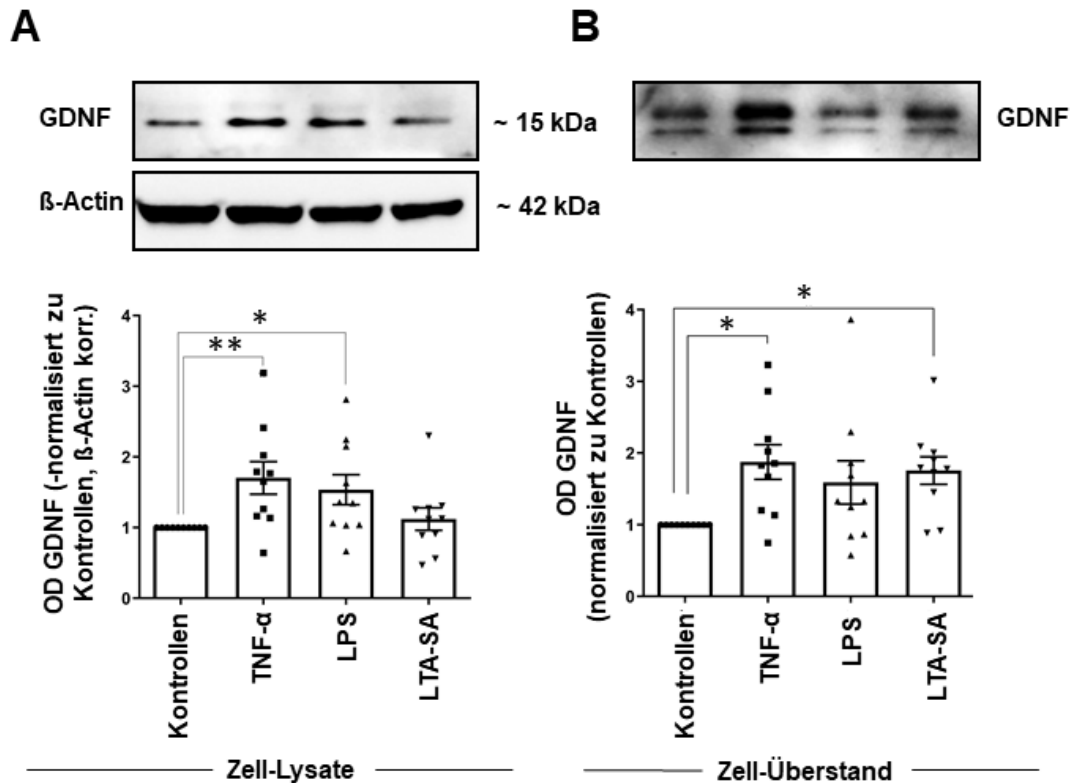 A
GDNF
~ 15 kDa
ß-Actin
~ 42 kDa
OD GDNF (-normalisiert zu
Kontrollen, ß-Actin korr.)
4
3
2
1
0
*
**
Kontrollen
TNF-α
LPS
LTA-SA
Zell-Lysate
B
GDNF
OD GDNF
(normalisiert zu Kontrollen)
4
3
2
1
0
*
*
Kontrollen
TNF-α
LPS
LTA-SA
Zell-Überstand